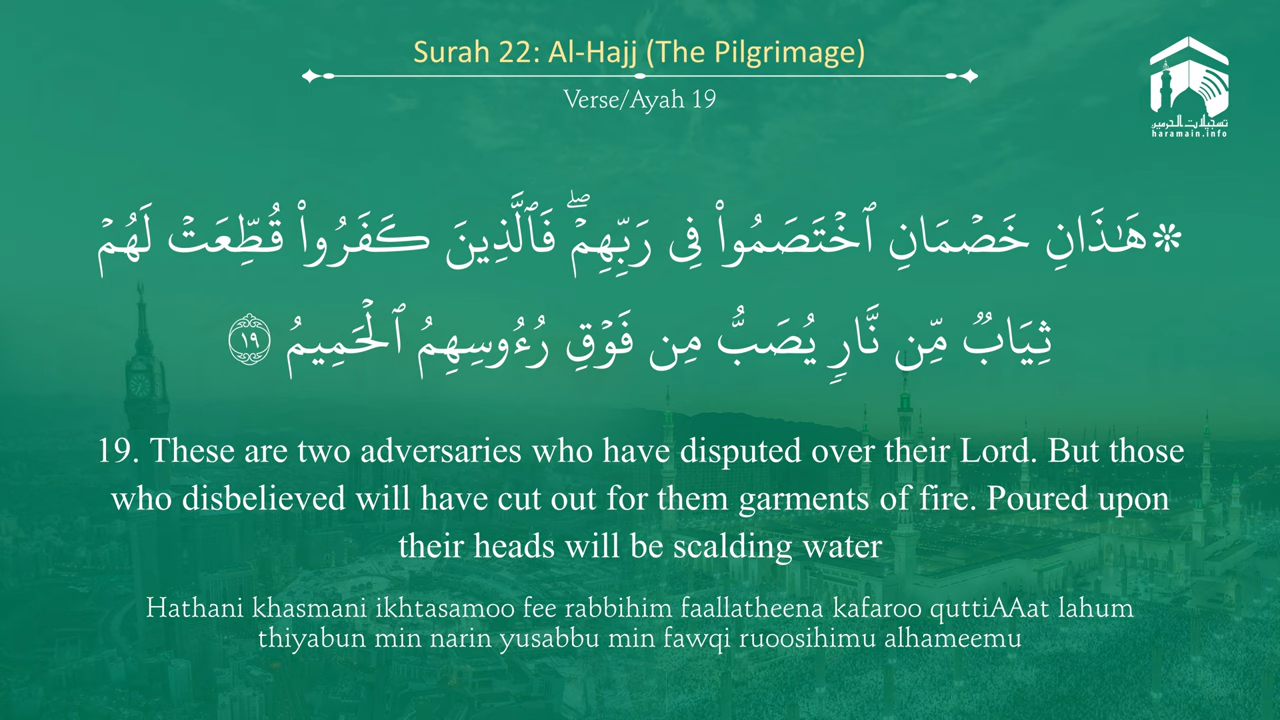 Surah 22: Al-Hajj (The Pilgrimage)
Verse/Ayah 19
تسجيلات الحرمين
haramain.info
۞ هَـٰذَانِ خَصْمَانِ ٱخْتَصَمُوا۟ فِى رَبِّهِمْ ۖ فَٱلَّذِينَ كَفَرُوا۟ قُطِّعَتْ لَهُمْ
ثِيَابٌ مِّن نَّارٍ يُصَبُّ مِن فَوْقِ رُءُوسِهِمُ ٱلْحَمِيمُ ١٩
19. These are two adversaries who have disputed over their Lord. But those
who disbelieved will have cut out for them garments of fire. Poured upon
their heads will be scalding water
Hathani khasmani ikhtasamoo fee rabbihim faallatheena kafaroo quttiAAat lahum
thiyabun min narin yusabbu min fawqi ruoosihimu alhameemu